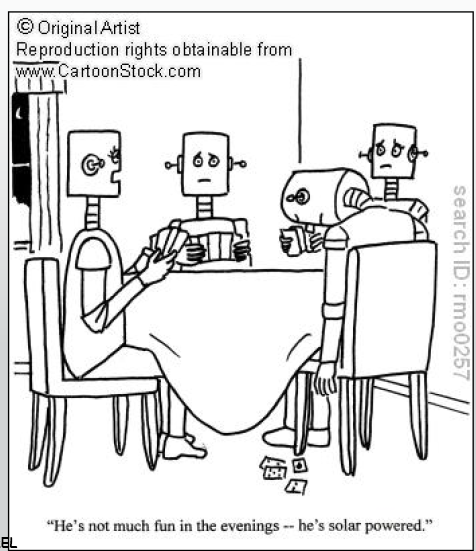 © Original Artist
Reproduction rights obtainable from
www.CartoonStock.com
search ID: rmo0257
"He's not much fun in the evenings -- he's solar powered."
EL